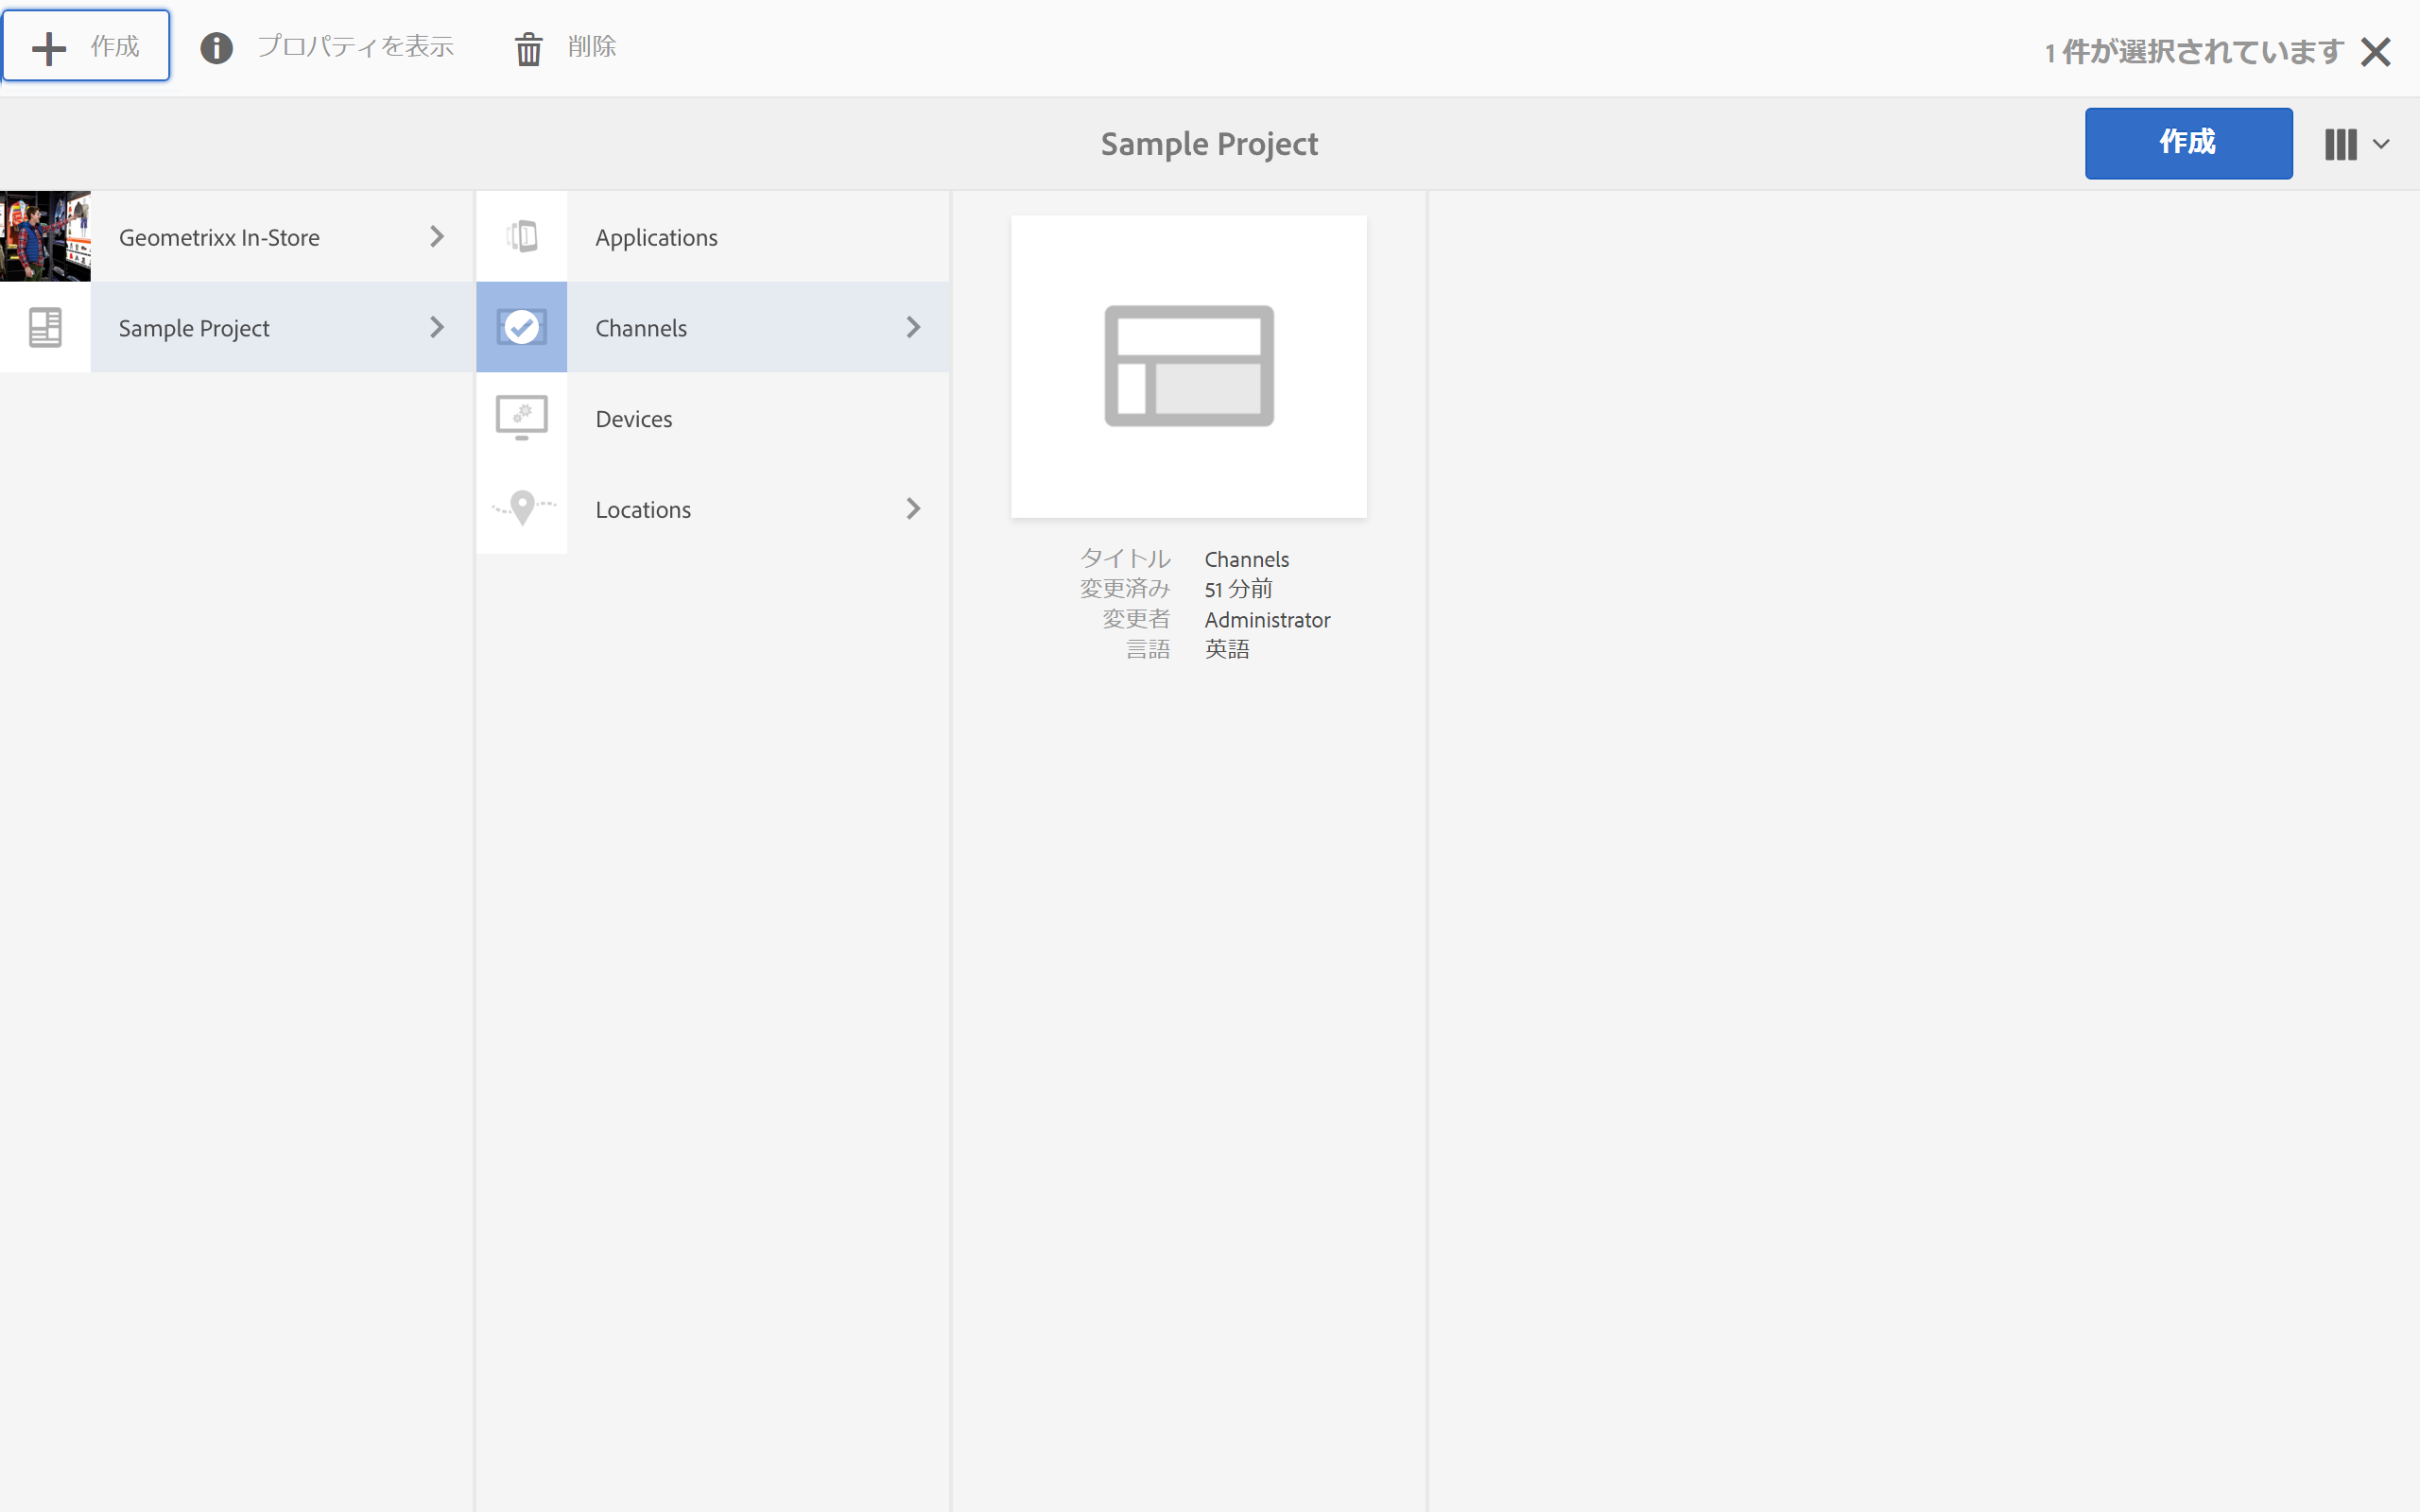 作成 プロパティを表示 削除 1 件が選択されています
Sample Project 作成
Geometrixx In-Store
Sample Project
Applications
Channels
Devices
Locations
タイトル Channels
変更済み 51 分前
変更者 Administrator
言語 英語